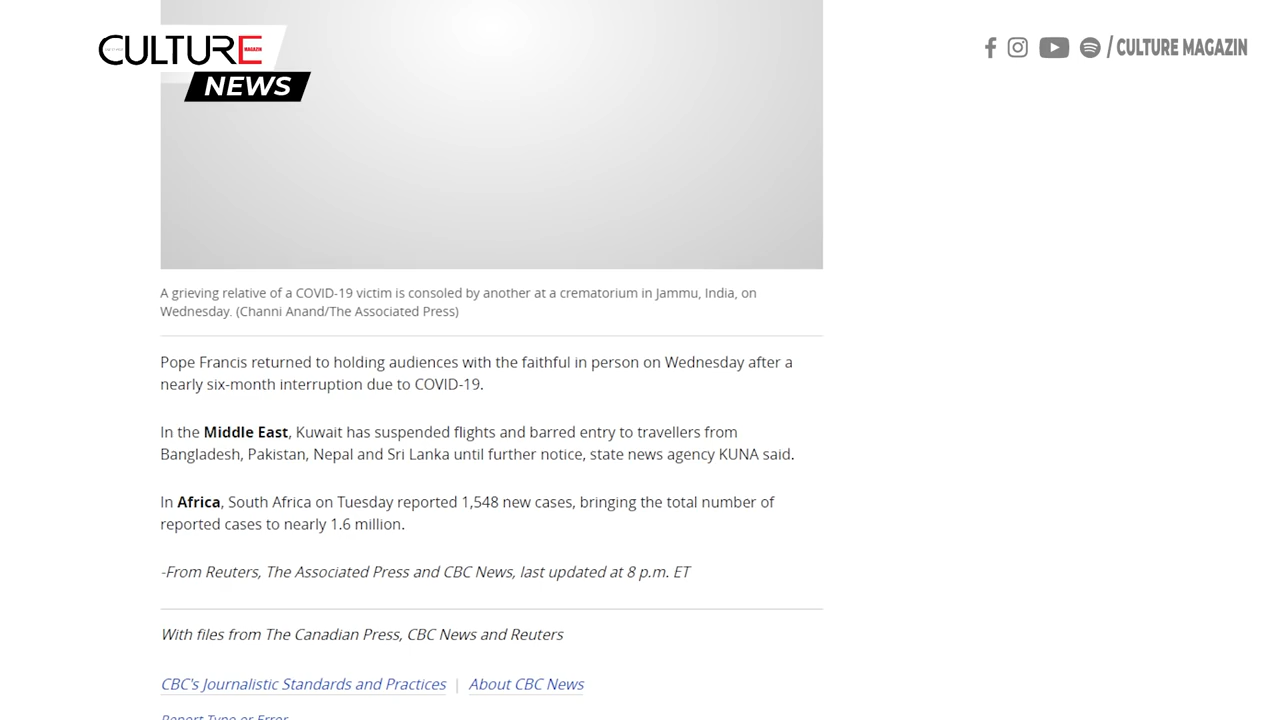 CULTURE
MAGAZIN
NEWS
/ CULTURE MAGAZIN
A grieving relative of a COVID-19 victim is consoled by another at a crematorium in Jammu, India, on
Wednesday. (Channi Anand/The Associated Press)
Pope Francis returned to holding audiences with the faithful in person on Wednesday after a
nearly six-month interruption due to COVID-19.
In the Middle East, Kuwait has suspended flights and barred entry to travellers from
Bangladesh, Pakistan, Nepal and Sri Lanka until further notice, state news agency KUNA said.
In Africa, South Africa on Tuesday reported 1,548 new cases, bringing the total number of
reported cases to nearly 1.6 million.
-From Reuters, The Associated Press and CBC News, last updated at 8 p.m. ET
With files from The Canadian Press, CBC News and Reuters
CBC's Journalistic Standards and Practices | About CBC News
Report Typo or Error